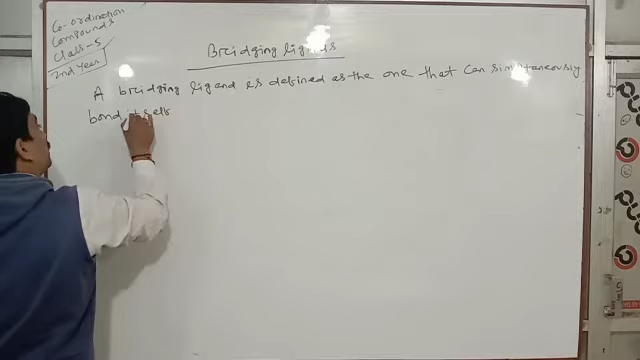 Co-ordination
Compounds
Class-5
2nd Year
Bridging ligands
A bridging ligand is defined as the one that can simultaneously
bond itself